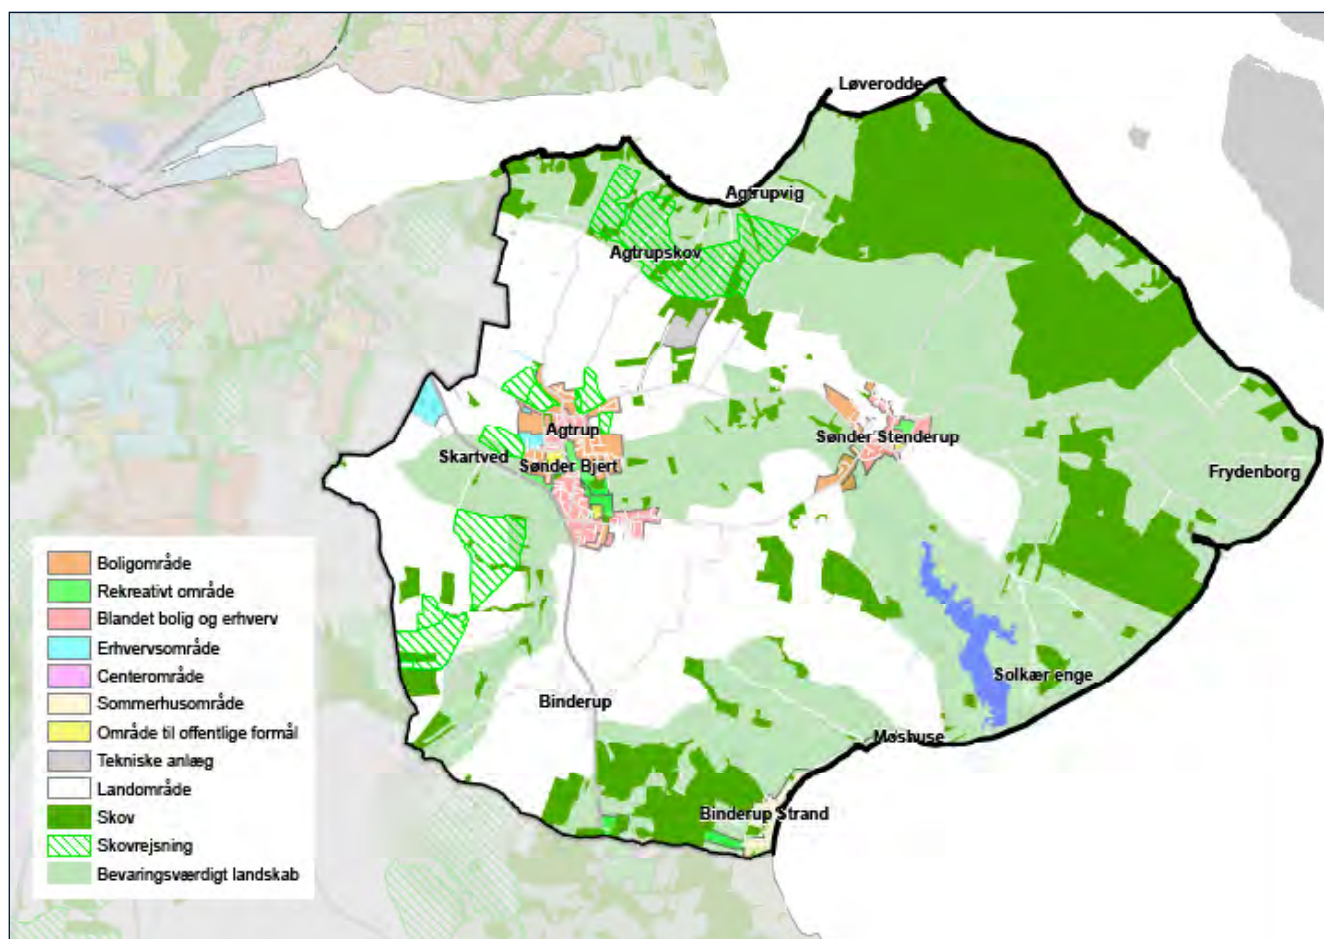 Løverodde
Agtrupvig
Agtrupskov
Agtrup
Sønder Stenderup
Skartved
Sønder Bjert
Frydenborg
Solkær enge
Binderup
Møshuse
Binderup Strand
Boligområde
Rekreativt område
Blandet bolig og erhverv
Erhvervsområde
Centerområde
Sommerhusområde
Område til offentlige formål
Tekniske anlæg
Landområde
Skov
Skovrejsning
Bevaringsværdigt landskab